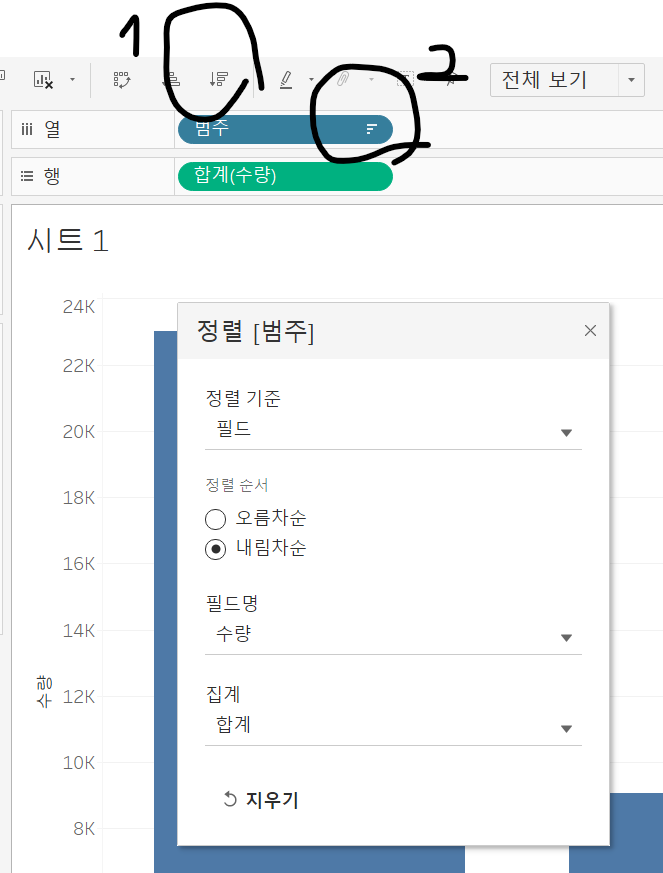 1
2
전체 보기
열
범주
행
합계(수량)
시트 1
정렬 [범주]
정렬 기준
필드
정렬 순서
오름차순
내림차순
필드명
수량
집계
합계
지우기
수량
24K
22K
20K
18K
16K
14K
12K
10K
8K